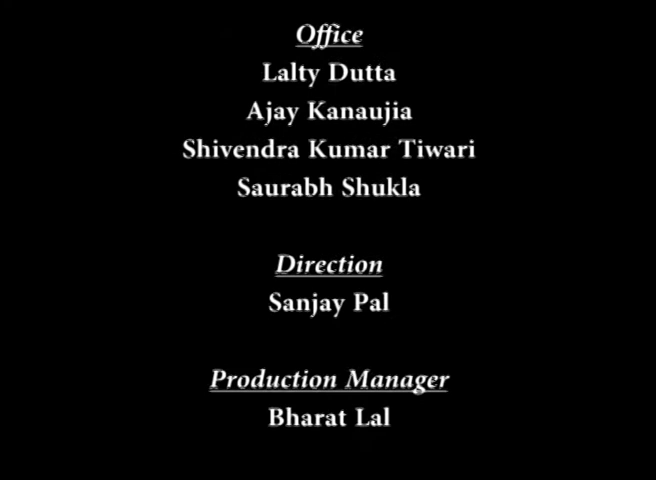 Office
Lalty Dutta
Ajay Kanaujia
Shivendra Kumar Tiwari
Saurabh Shukla
Direction
Sanjay Pal
Production Manager
Bharat Lal